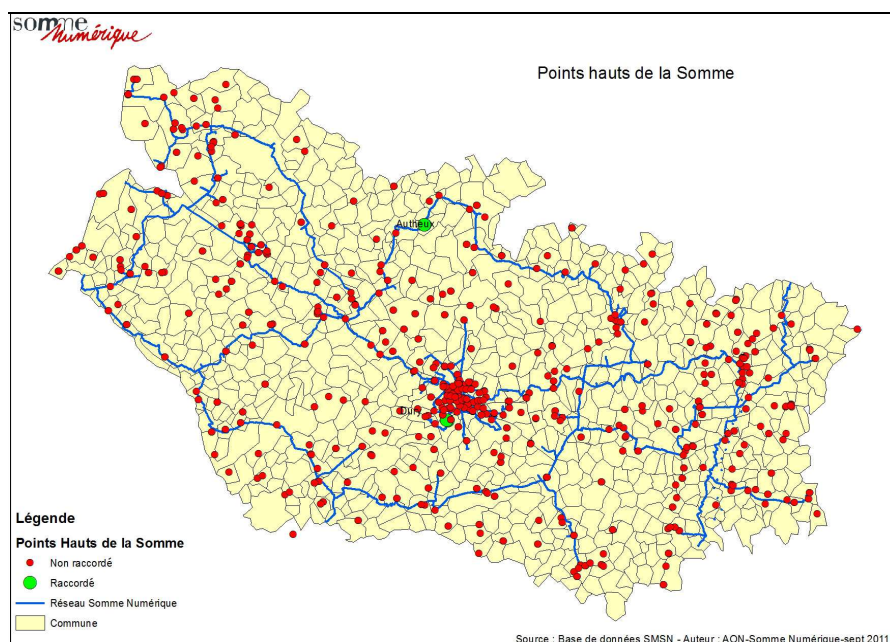 somme
numérique
Points hauts de la Somme
Autheux
Dury
Légende
Points Hauts de la Somme
Non raccordé
Raccordé
Réseau Somme Numérique
Commune
Source : Base de données SMSN - Auteur : AON-Somme Numérique-sept 2011